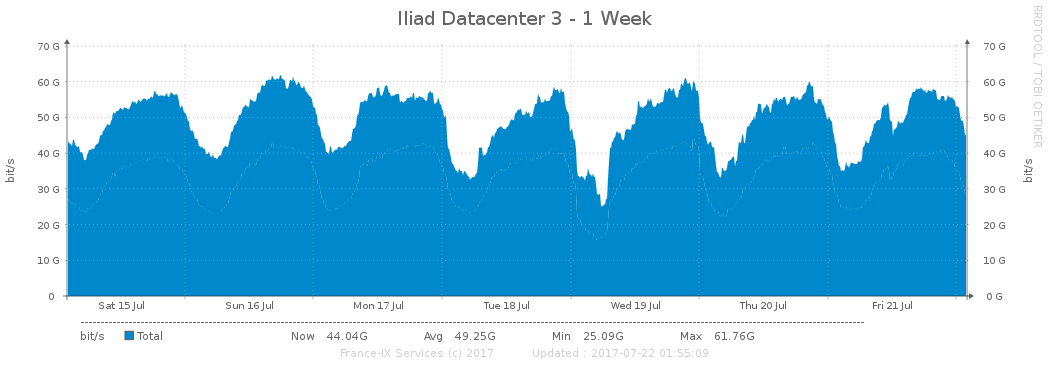 Iliad Datacenter 3 - 1 Week
RRDTOOL / TOBI OETIKER
bit/s
70 G 70 G
60 G 60 G
50 G 50 G
40 G 40 G
30 G 30 G
20 G 20 G
10 G 10 G
0 0 G
bit/s
Sat 15 Jul Sun 16 Jul Mon 17 Jul Tue 18 Jul Wed 19 Jul Thu 20 Jul Fri 21 Jul
bit/s Total Now 44.04G Avg 49.25G Min 25.09G Max 61.76G
France-IX Services (c) 2017 Updated : 2017-07-22 01:55:09